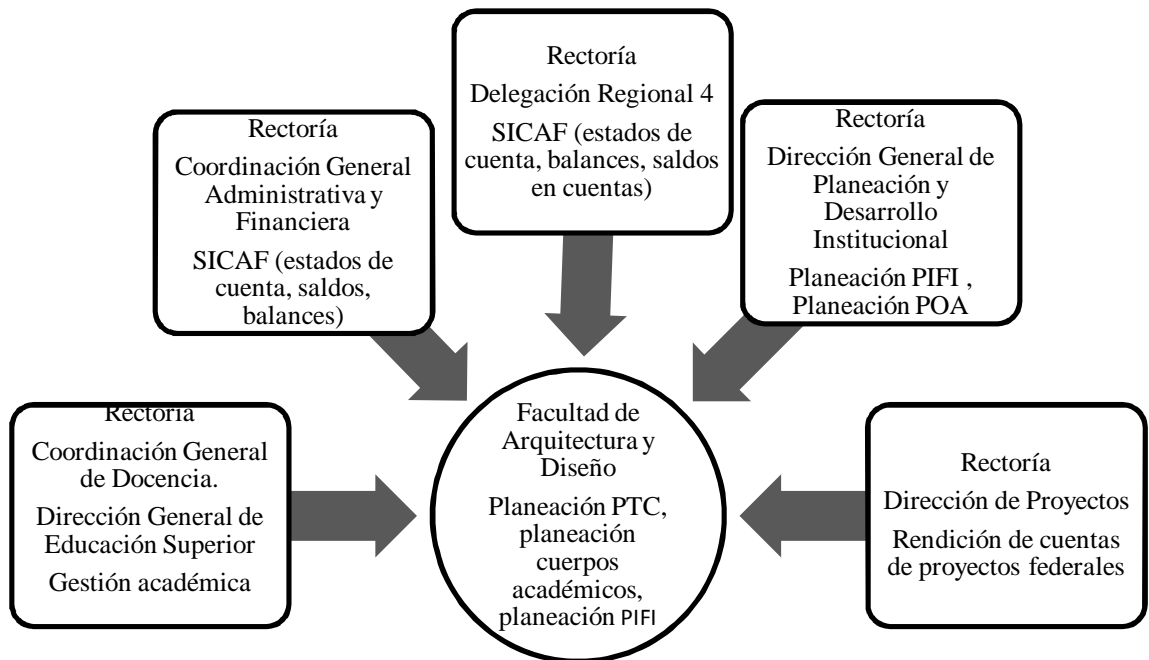 Rectoría
Delegación Regional 4
SICAF (estados de
cuenta, balances, saldos
en cuentas)
Rectoría
Coordinación General
Administrativa y
Financiera
SICAF (estados de
cuenta, saldos,
balances)
Rectoría
Dirección General de
Planeación y
Desarrollo
Institucional
Planeación PIFI ,
Planeación POA
Rectoría
Coordinación General
de Docencia.
Dirección General de
Educación Superior
Gestión académica
Facultad de
Arquitectura y
Diseño
Planeación PTC,
planeación
cuerpos
académicos,
planeación PIFI
Rectoría
Dirección de Proyectos
Rendición de cuentas
de proyectos federales